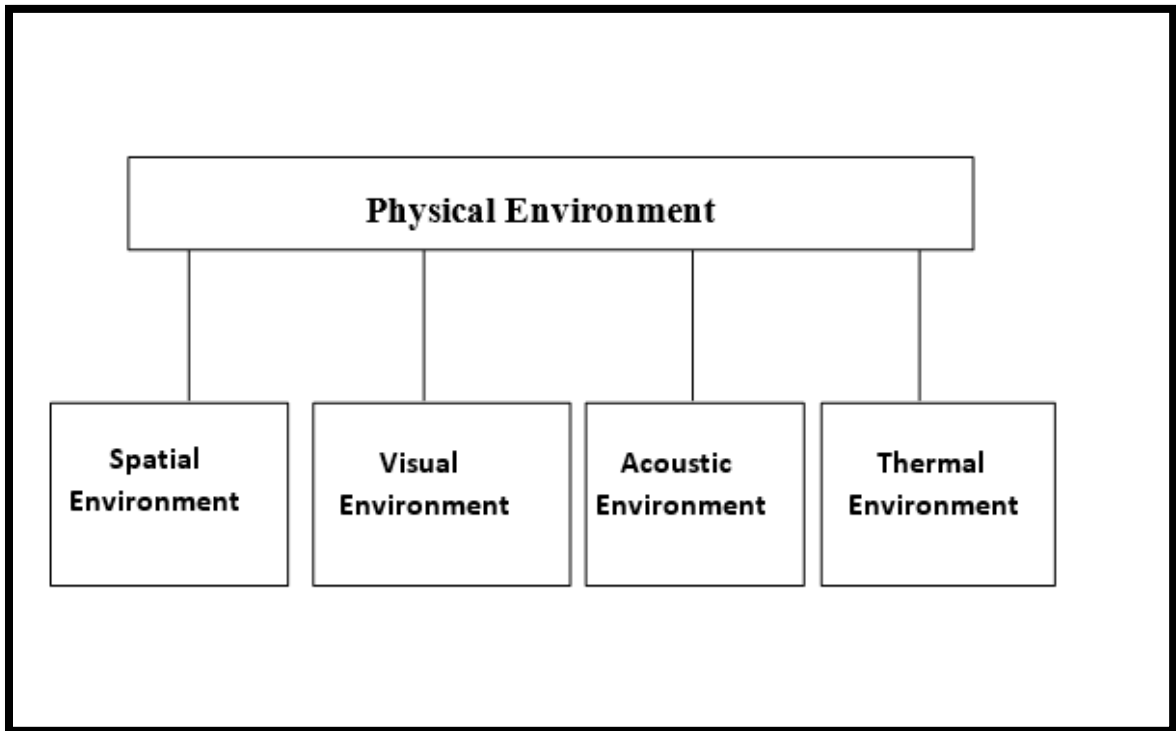 Physical Environment
Spatial
Environment
Visual
Environment
Acoustic
Environment
Thermal
Environment